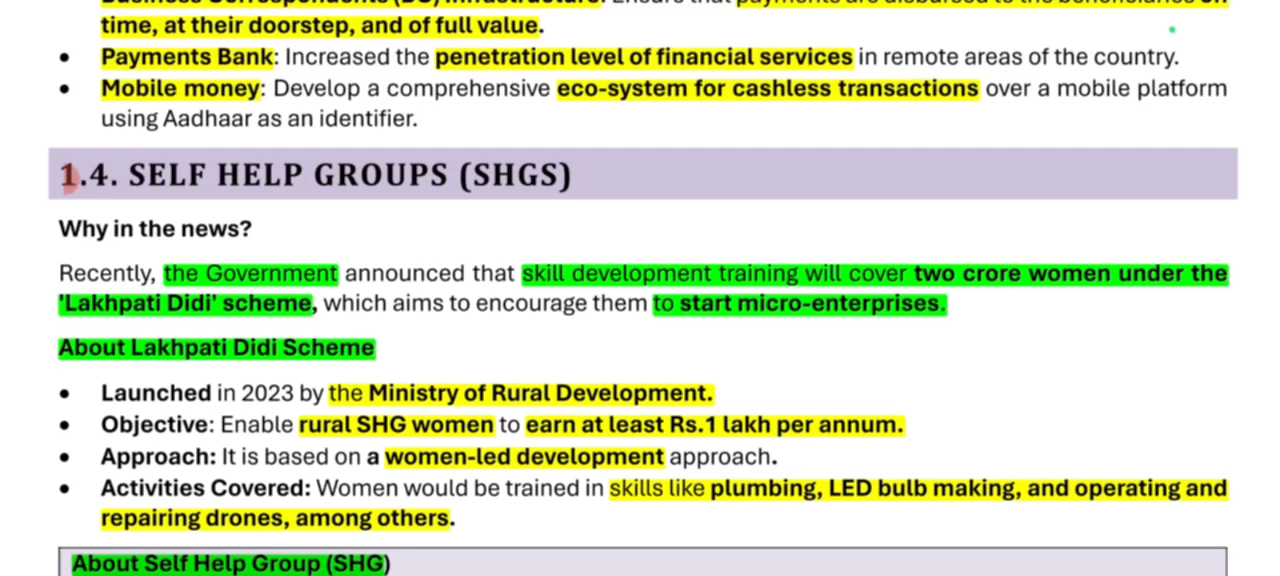 time, at their doorstep, and of full value.
• Payments Bank: Increased the penetration level of financial services in remote areas of the country.
• Mobile money: Develop a comprehensive eco-system for cashless transactions over a mobile platform
using Aadhaar as an identifier.
1.4. SELF HELP GROUPS (SHGS)
Why in the news?
Recently, the Government announced that skill development training will cover two crore women under the
'Lakhpati Didi' scheme, which aims to encourage them to start micro-enterprises.
About Lakhpati Didi Scheme
• Launched in 2023 by the Ministry of Rural Development.
• Objective: Enable rural SHG women to earn at least Rs.1 lakh per annum.
• Approach: It is based on a women-led development approach.
• Activities Covered: Women would be trained in skills like plumbing, LED bulb making, and operating and
repairing drones, among others.
About Self Help Group (SHG)